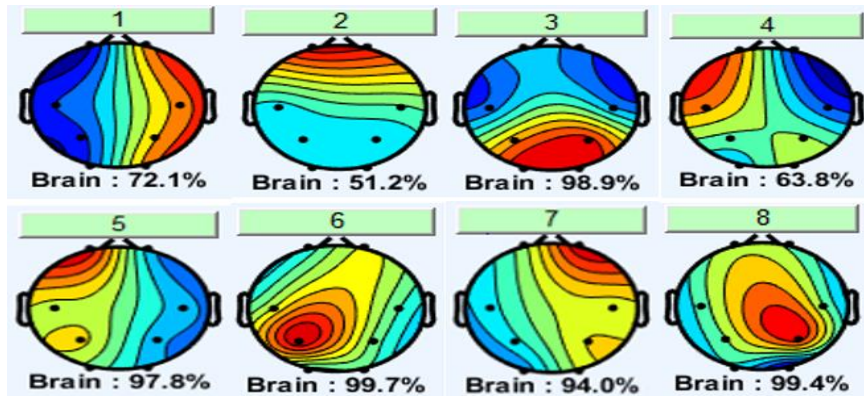 1 2 3 4
Brain : 72.1% Brain : 51.2% Brain : 98.9% Brain : 63.8%
5 6 7 8
Brain : 97.8% Brain : 99.7% Brain : 94.0% Brain : 99.4%